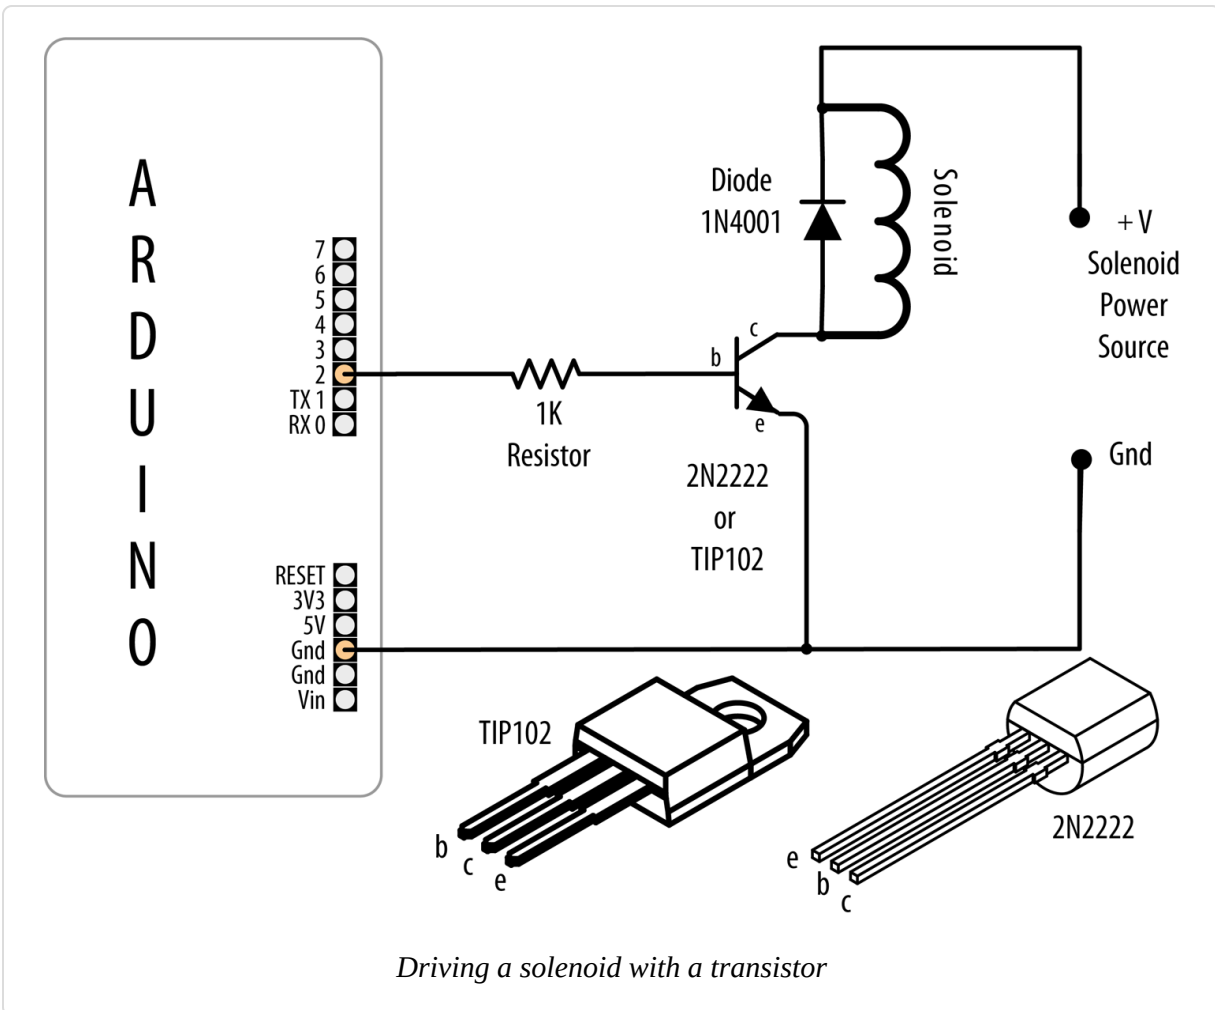 ARDUINO
7
6
5
4
3
2
TX 1
RX 0
RESET
3V3
5V
Gnd
Gnd
Vin
1K
Resistor
Diode
1N4001
Solenoid
c
b
e
2N2222
or
TIP102
+V
Solenoid
Power
Source
Gnd
TIP102
b
c
e
2N2222
e
b
c
Driving a solenoid with a transistor